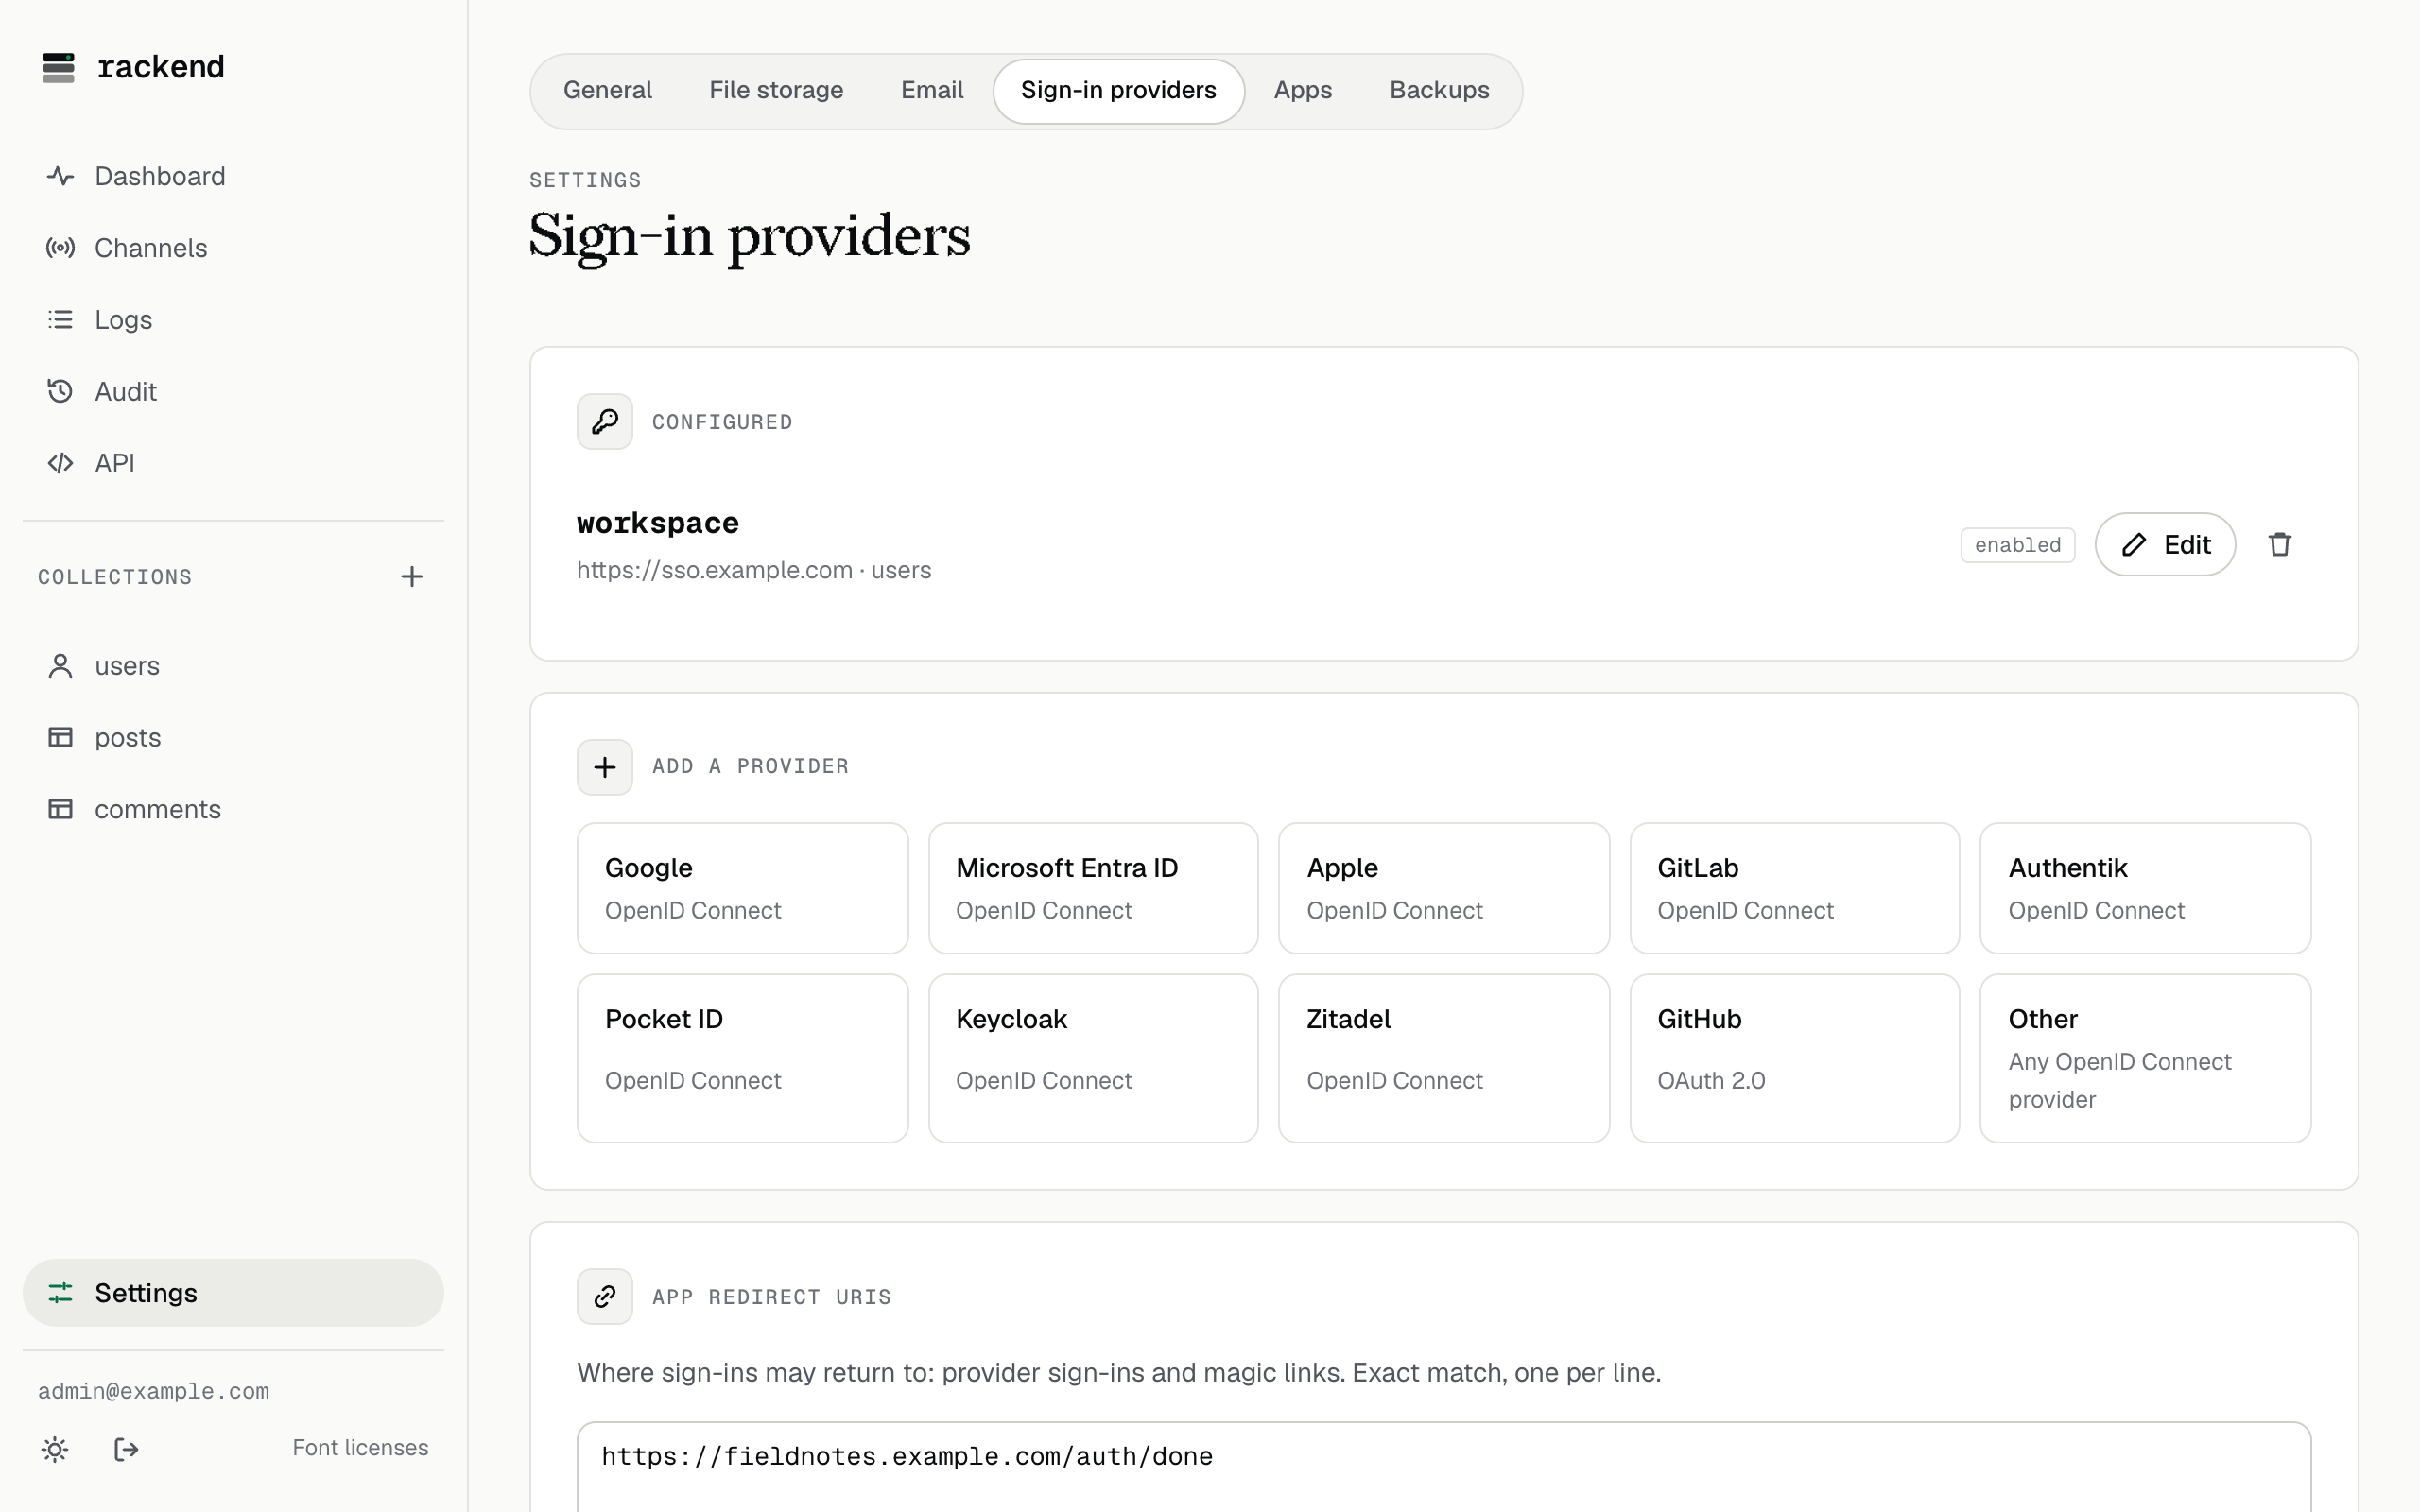 rackend
Dashboard
Channels
Logs
Audit
API
COLLECTIONS
users
posts
comments
Settings
admin@example.com
Font licenses
General
File storage
Email
Sign-in providers
Apps
Backups
SETTINGS
Sign-in providers
CONFIGURED
workspace
https://sso.example.com · users
enabled
Edit
ADD A PROVIDER
Google
OpenID Connect
Microsoft Entra ID
OpenID Connect
Apple
OpenID Connect
GitLab
OpenID Connect
Authentik
OpenID Connect
Pocket ID
OpenID Connect
Keycloak
OpenID Connect
Zitadel
OpenID Connect
GitHub
OAuth 2.0
Other
Any OpenID Connect
provider
APP REDIRECT URIS
Where sign-ins may return to: provider sign-ins and magic links. Exact match, one per line.
https://fieldnotes.example.com/auth/done